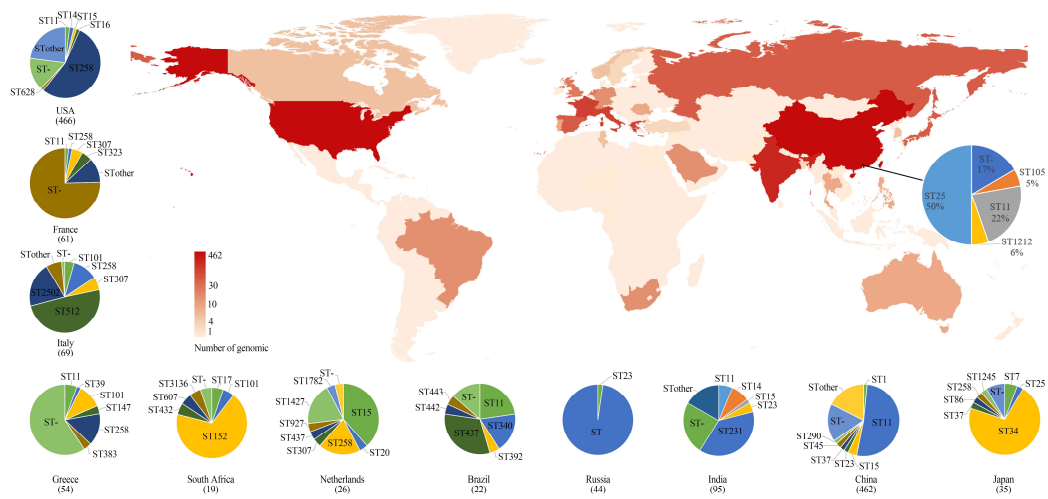 ST14
ST15
ST11
ST16
STother
ST-
ST258
ST628
USA
(466)
ST258
ST11
ST307
ST323
STother
ST-
France
(61)
ST-
STother
ST101
ST258
ST307
ST2502
ST512
Italy
(69)
462
30
10
4
1
Number of genomic
ST-
17%
ST105
5%
ST25
50%
ST11
22%
ST1212
6%
ST11
ST39
ST101
ST147
ST-
ST258
ST383
Greece
(54)
ST-
ST3136
ST17
ST607
ST101
ST432
ST152
South Africa
(19)
ST-
ST1782
ST1427
ST15
ST927
ST437
ST258
ST20
ST307
Netherlands
(26)
ST443
ST-
ST11
ST442
ST340
ST437
ST392
Brazil
(22)
ST23
ST
Russia
(44)
ST11
STother
ST14
ST15
ST23
ST-
ST231
India
(95)
ST1
STother
ST-
ST11
ST290
ST45
ST37
ST23
ST15
China
(462)
ST1245
ST7
ST258
ST-
ST25
ST86
ST37
ST34
Japan
(35)